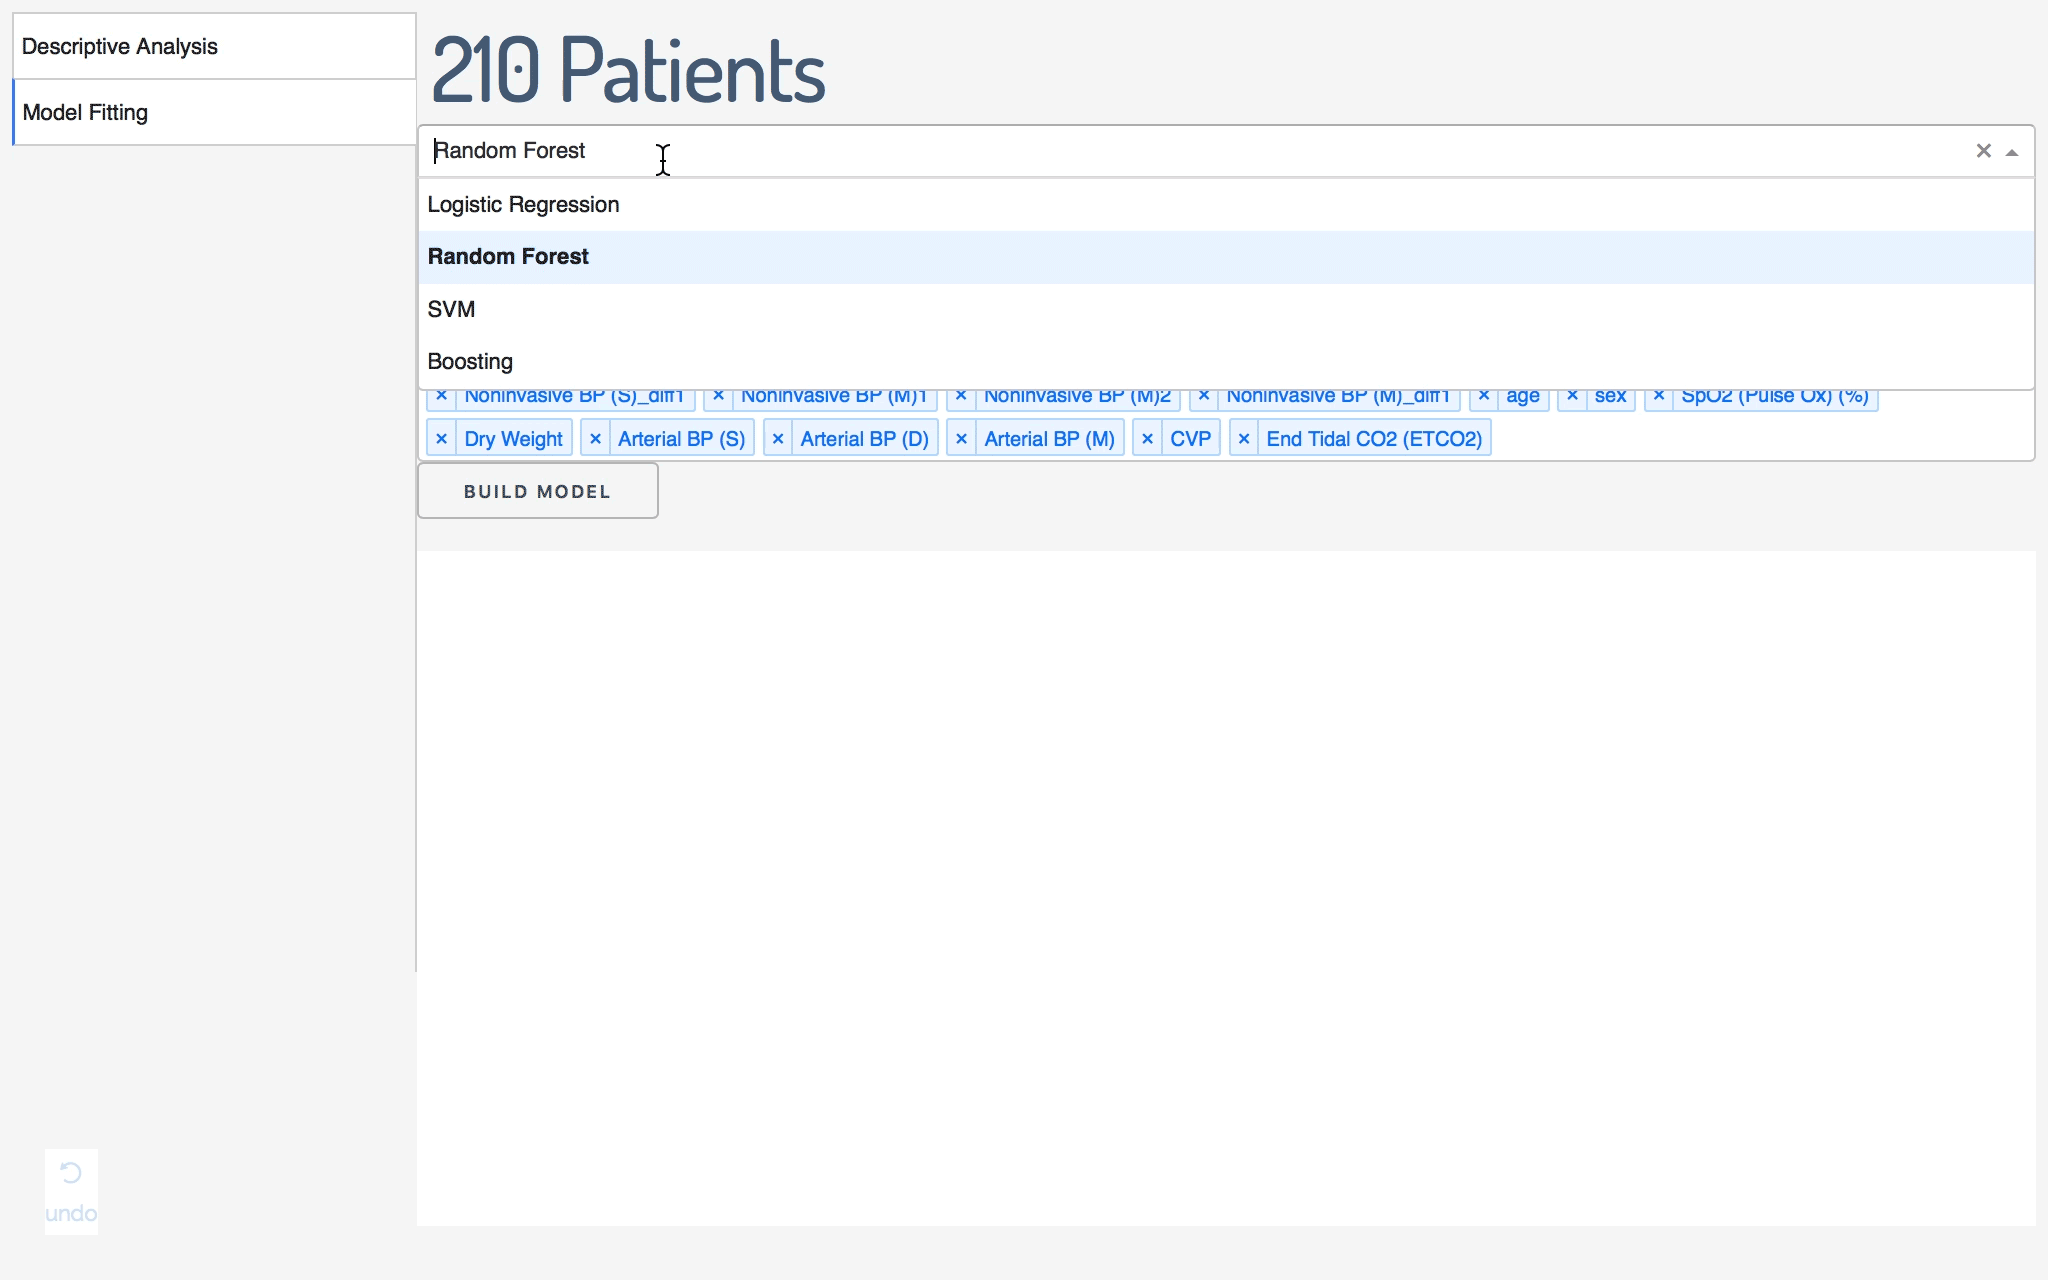 Descriptive Analysis
Model Fitting
210 Patients
Random Forest
Logistic Regression
Random Forest
SVM
Boosting
× Noninvasive BP (S)_diff1 × Noninvasive BP (M)1 × Noninvasive BP (M)2 × Noninvasive BP (M)_diff1 × age × sex × SpO2 (Pulse Ox) (%)
× Dry Weight × Arterial BP (S) × Arterial BP (D) × Arterial BP (M) × CVP × End Tidal CO2 (ETCO2)
BUILD MODEL
undo